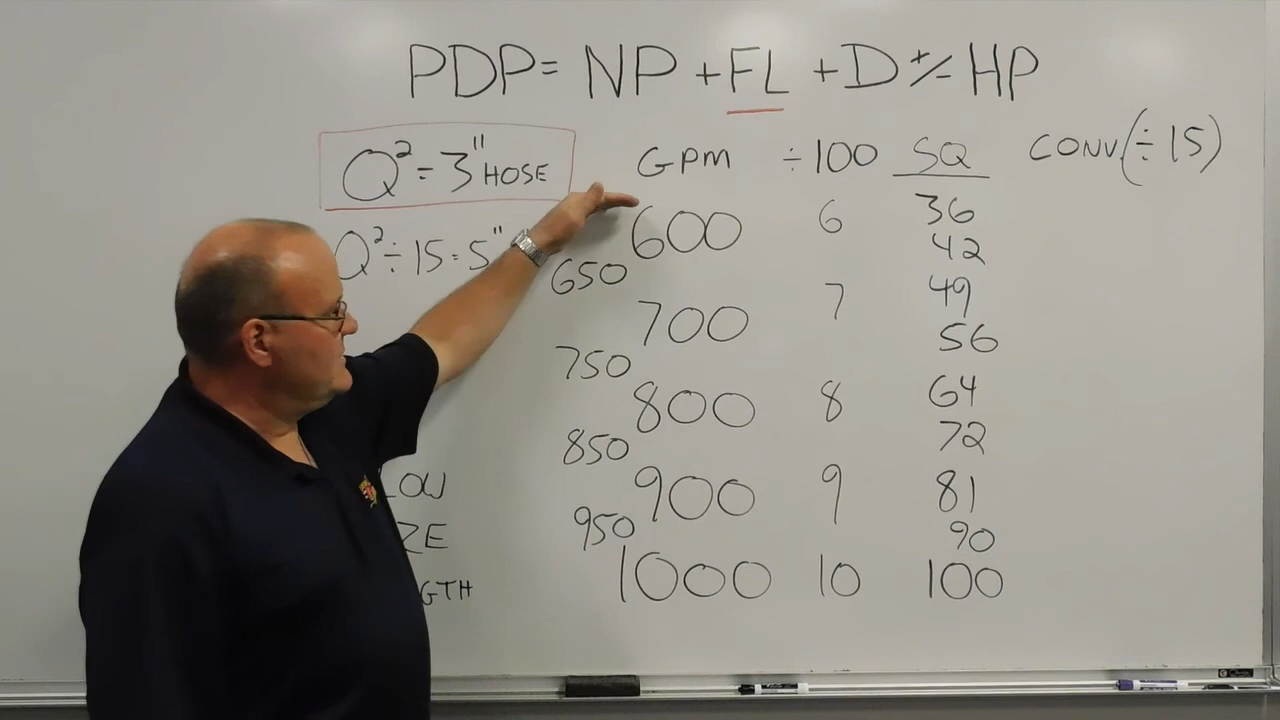 PDP= NP +FL +D +/- HP
Q² ÷ 3" HOSE
Q² ÷ 15 = 5"
GPM ÷100 SQ CONV. (÷ 15)
600 6 36
650 42
700 7 49
750 56
800 8 64
850 72
900 9 81
950 90
1000 10 100